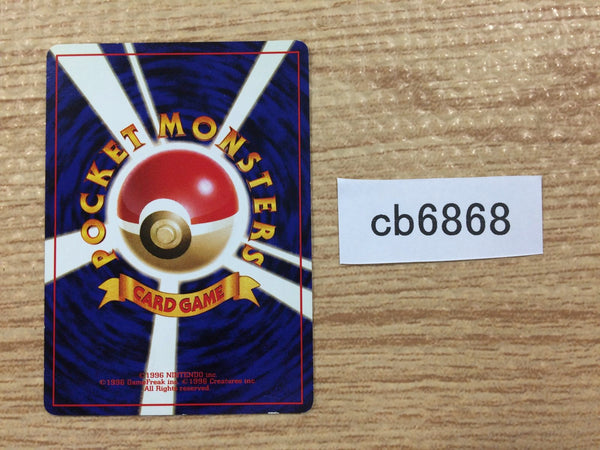 POCKET MONSTERS
CARD GAME
©1996 NINTENDO inc.
©1996 GameFreak inc. ©1996 Creatures inc.
All Rights reserved.
cb6868